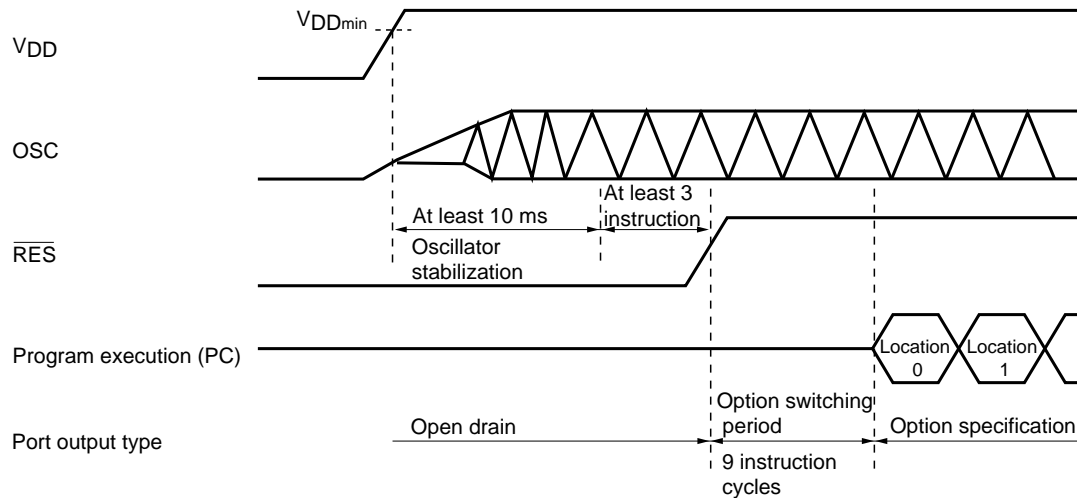 VDDmin
VDD
OSC
At least 10 ms
At least 3
instruction
Oscillator
stabilization
RES
Program execution (PC)
Location
0
Location
1
Port output type
Open drain
Option switching
period
9 instruction
cycles
Option specification